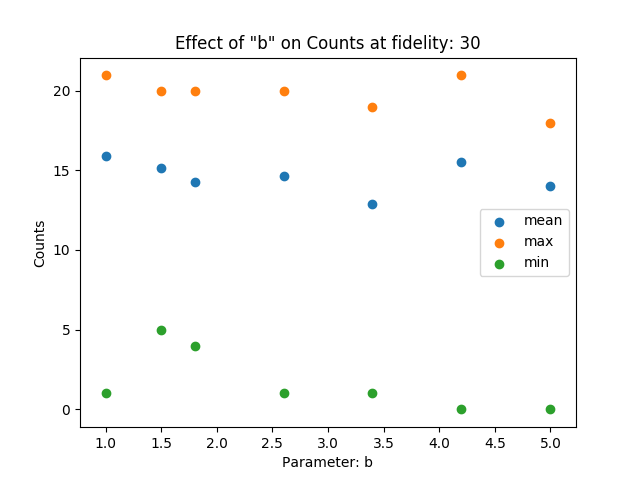 Effect of "b" on Counts at fidelity: 30
Counts
20
15
10
5
0
mean
max
min
1.0 1.5 2.0 2.5 3.0 3.5 4.0 4.5 5.0
Parameter: b